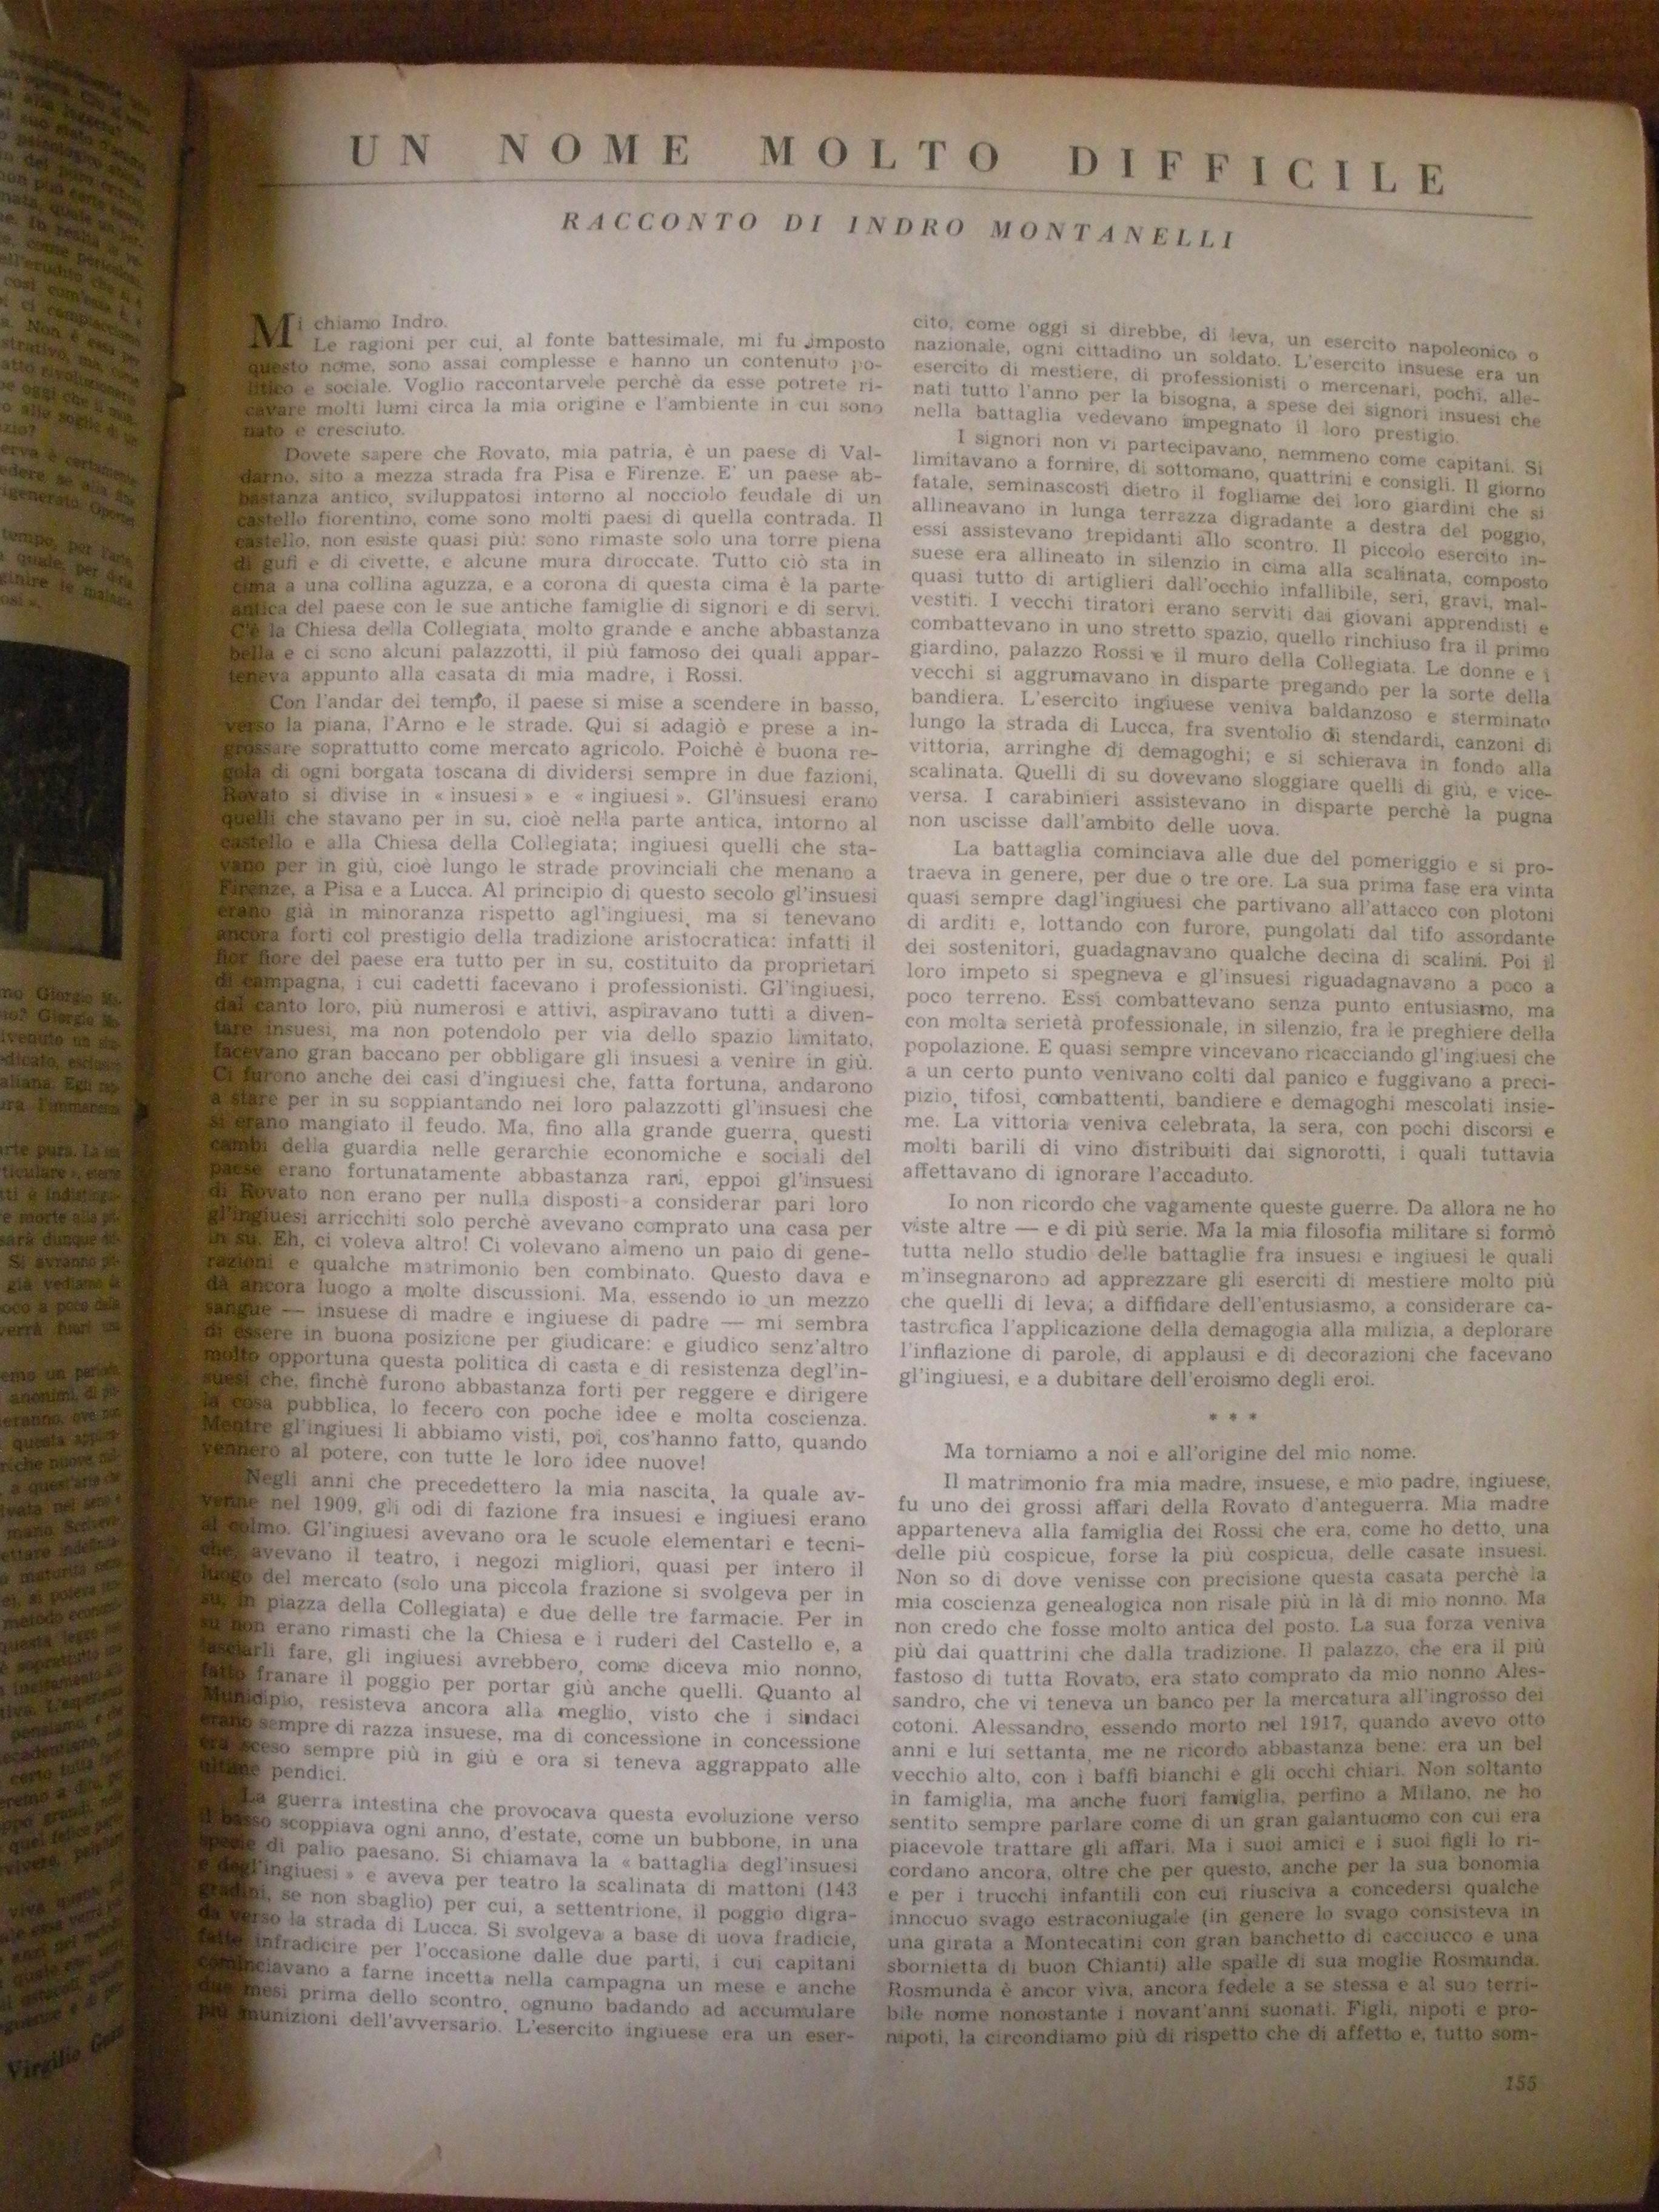 UN NOME MOLTO DIFFICILE
RACCONTO DI INDRO MONTANELLI
Mi chiamo Indro.
Le ragioni per cui, al fonte battesimale, mi fu imposto
questo nome, sono assai complesse e hanno un contenuto po-
litico e sociale. Voglio raccontarvele perchè da esse potrete ri-
cavare molti lumi circa la mia origine e l'ambiente in cui sono
nato e cresciuto.
Dovete sapere che Rovato, mia patria, è un paese di Val-
darno, sito a mezza strada fra Pisa e Firenze. E' un paese ab-
bastanza antico, sviluppatosi intorno al nocciolo feudale di un
castello fiorentino, come sono molti paesi di quella contrada. Il
castello, non esiste quasi più: sono rimaste solo una torre piena
di gufi e di civette, e alcune mura diroccate. Tutto ciò sta in
cima a una collina aguzza, e a corona di questa cima è la parte
antica del paese con le sue antiche famiglie di signori e di servi.
C'è la Chiesa della Collegiata, molto grande e anche abbastanza
bella e ci sono alcuni palazzotti, il più famoso dei quali appar-
teneva appunto alla casata di mia madre, i Rossi.
Con l'andar del tempo, il paese si mise a scendere in basso,
verso la piana, l'Arno e le strade. Qui si adagiò e prese a in-
grossare soprattutto come mercato agricolo. Poichè è buona re-
gola di ogni borgata toscana di dividersi sempre in due fazioni,
Rovato si divise in « insuesi » e « ingiuesi ». Gl'insuesi erano
quelli che stavano per in su, cioè nella parte antica, intorno al
castello e alla Chiesa della Collegiata; ingiuesi quelli che sta-
vano per in giù, cioè lungo le strade provinciali che menano a
Firenze, a Pisa e a Lucca. Al principio di questo secolo gl'insuesi
erano già in minoranza rispetto agl'ingiuesi, ma si tenevano
ancora forti col prestigio della tradizione aristocratica: infatti il
fior fiore del paese era tutto per in su, costituito da proprietari
di campagna, i cui cadetti facevano i professionisti. Gl'ingiuesi,
dal canto loro, più numerosi e attivi, aspiravano tutti a diven-
tare insuesi, ma non potendolo per via dello spazio limitato,
facevano gran baccano per obbligare gli insuesi a venire in giù.
Ci furono anche dei casi d'ingiuesi che, fatta fortuna, andarono
a stare per in su soppiantando nei loro palazzotti gl'insuesi che
si erano mangiato il feudo. Ma, fino alla grande guerra, questi
cambi della guardia nelle gerarchie economiche e sociali del
paese erano fortunatamente abbastanza rari, eppoi gl'insuesi
di Rovato non erano per nulla disposti a considerar pari loro
gl'ingiuesi arricchiti solo perchè avevano comprato una casa per
in su. Eh, ci voleva altro! Ci volevano almeno un paio di gene-
razioni e qualche matrimonio ben combinato. Questo dava e
dà ancora luogo a molte discussioni. Ma, essendo io un mezzo
sangue — insuese di madre e ingiuese di padre — mi sembra
di essere in buona posizione per giudicare: e giudico senz'altro
molto opportuna questa politica di casta e di resistenza degl'in-
suesi che, finchè furono abbastanza forti per reggere e dirigere
la cosa pubblica, lo fecero con poche idee e molta coscienza.
Mentre gl'ingiuesi li abbiamo visti, poi, cos'hanno fatto, quando
vennero al potere, con tutte le loro idee nuove!
Negli anni che precedettero la mia nascita, la quale av-
venne nel 1909, gli odi di fazione fra insuesi e ingiuesi erano
al colmo. Gl'ingiuesi avevano ora le scuole elementari e tecni-
che, avevano il teatro, i negozi migliori, quasi per intero il
luogo del mercato (solo una piccola frazione si svolgeva per in
su, in piazza della Collegiata) e due delle tre farmacie. Per in
su non erano rimasti che la Chiesa e i ruderi del Castello e, a
lasciarli fare, gli ingiuesi avrebbero, come diceva mio nonno,
fatto franare il poggio per portar giù anche quelli. Quanto al
Municipio, resisteva ancora alla meglio, visto che i sindaci
erano sempre di razza insuese, ma di concessione in concessione
era sceso sempre più in giù e ora si teneva aggrappato alle
ultime pendici.
La guerra intestina che provocava questa evoluzione verso
il basso scoppiava ogni anno, d'estate, come un bubbone, in una
specie di palio paesano. Si chiamava la « battaglia degl'insuesi
e degl'ingiuesi » e aveva per teatro la scalinata di mattoni (143
gradini, se non sbaglio) per cui, a settentrione, il poggio digra-
da verso la strada di Lucca. Si svolgeva a base di uova fradicie,
fatte infradicire per l'occasione dalle due parti, i cui capitani
cominciavano a farne incetta nella campagna un mese e anche
due mesi prima dello scontro, ognuno badando ad accumulare
più munizioni dell'avversario. L'esercito ingiuese era un eser-
cito, come oggi si direbbe, di leva, un esercito napoleonico o
nazionale, ogni cittadino un soldato. L'esercito insuese era un
esercito di mestiere, di professionisti o mercenari, pochi, alle-
nati tutto l'anno per la bisogna, a spese dei signori insuesi che
nella battaglia vedevano impegnato il loro prestigio.
I signori non vi partecipavano, nemmeno come capitani. Si
limitavano a fornire, di sottomano, quattrini e consigli. Il giorno
fatale, seminascosti dietro il fogliame dei loro giardini che si
allineavano in lunga terrazza digradante a destra del poggio,
essi assistevano trepidanti allo scontro. Il piccolo esercito in-
suese era allineato in silenzio in cima alla scalinata, composto
quasi tutto di artiglieri dall'occhio infallibile, seri, gravi, mal-
vestiti. I vecchi tiratori erano serviti dai giovani apprendisti e
combattevano in uno stretto spazio, quello rinchiuso fra il primo
giardino, palazzo Rossi e il muro della Collegiata. Le donne e i
vecchi si aggrumavano in disparte pregando per la sorte della
bandiera. L'esercito ingiuese veniva baldanzoso e sterminato
lungo la strada di Lucca, fra sventolio di stendardi, canzoni di
vittoria, arringhe di demagoghi; e si schierava in fondo alla
scalinata. Quelli di su dovevano sloggiare quelli di giù, e vice-
versa. I carabinieri assistevano in disparte perchè la pugna
non uscisse dall'ambito delle uova.
La battaglia cominciava alle due del pomeriggio e si pro-
traeva in genere, per due o tre ore. La sua prima fase era vinta
quasi sempre dagl'ingiuesi che partivano all'attacco con plotoni
di arditi e, lottando con furore, pungolati dal tifo assordante
dei sostenitori, guadagnavano qualche decina di scalini. Poi il
loro impeto si spegneva e gl'insuesi riguadagnavano a poco a
poco terreno. Essi combattevano senza punto entusiasmo, ma
con molta serietà professionale, in silenzio, fra le preghiere della
popolazione. E quasi sempre vincevano ricacciando gl'ingiuesi che
a un certo punto venivano colti dal panico e fuggivano a preci-
pizio, tifosi, combattenti, bandiere e demagoghi mescolati insie-
me. La vittoria veniva celebrata, la sera, con pochi discorsi e
molti barili di vino distribuiti dai signorotti, i quali tuttavia
affettavano di ignorare l'accaduto.
Io non ricordo che vagamente queste guerre. Da allora ne ho
viste altre — e di più serie. Ma la mia filosofia militare si formò
tutta nello studio delle battaglie fra insuesi e ingiuesi le quali
m'insegnarono ad apprezzare gli eserciti di mestiere molto più
che quelli di leva; a diffidare dell'entusiasmo, a considerare ca-
tastrofica l'applicazione della demagogia alla milizia, a deplorare
l'inflazione di parole, di applausi e di decorazioni che facevano
gl'ingiuesi, e a dubitare dell'eroismo degli eroi.
* * *
Ma torniamo a noi e all'origine del mio nome.
Il matrimonio fra mia madre, insuese, e mio padre, ingiuese,
fu uno dei grossi affari della Rovato d'anteguerra. Mia madre
apparteneva alla famiglia dei Rossi che era, come ho detto, una
delle più cospicue, forse la più cospicua, delle casate insuesi.
Non so di dove venisse con precisione questa casata perchè la
mia coscienza genealogica non risale più in là di mio nonno. Ma
non credo che fosse molto antica del posto. La sua forza veniva
più dai quattrini che dalla tradizione. Il palazzo, che era il più
fastoso di tutta Rovato, era stato comprato da mio nonno Ales-
sandro, che vi teneva un banco per la mercatura all'ingrosso dei
cotoni. Alessandro, essendo morto nel 1917, quando avevo otto
anni e lui settanta, me ne ricordo abbastanza bene: era un bel
vecchio alto, con i baffi bianchi e gli occhi chiari. Non soltanto
in famiglia, ma anche fuori famiglia, perfino a Milano, ne ho
sentito sempre parlare come di un gran galantuomo con cui era
piacevole trattare gli affari. Ma i suoi amici e i suoi figli lo ri-
cordano ancora, oltre che per questo, anche per la sua bonomia
e per i trucchi infantili con cui riusciva a concedersi qualche
innocuo svago estraconiugale (in genere lo svago consisteva in
una girata a Montecatini con gran banchetto di cacciucco e una
sbornietta di buon Chianti) alle spalle di sua moglie Rosmunda.
Rosmunda è ancor viva, ancora fedele a se stessa e al suo terri-
bile nome nonostante i novant'anni suonati. Figli, nipoti e pro-
nipoti, la circondiamo più di rispetto che di affetto e, tutto som-
155